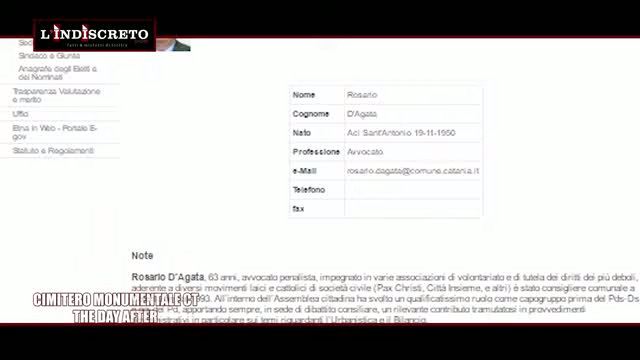 L'INDISCRETO
Sindaco e Giunta
Anagrafe degli Eletti e
dei Nominati
Trasparenza Valutazione
e merito
Uffici
Etna in Web - Portale E-
gov
Statuto e Regolamenti
Nome Rosario
Cognome D'Agata
Nato Aci Sant'Antonio 19-11-1950
Professione Avvocato
e-Mail rosario.dagata@comune.catania.it
Telefono
fax
Note
Rosario D'Agata, 63 anni, avvocato penalista, impegnato in varie associazioni di volontariato e di tutela dei diritti dei più deboli,
aderente a diversi movimenti laici e cattolici di società civile (Pax Christi, Città Insieme, e altri) è stato consigliere comunale a
1993. All'interno dell'Assemblea cittadina ha svolto un qualificatissimo ruolo come capogruppo prima del Pds-Ds
del Pd, apportando sempre, in sede di dibattito consiliare, un rilevante contributo tramutatosi in provvedimenti
amministrativi in particolare sui temi riguardanti l'Urbanistica e il Bilancio.
CIMITERO MONUMENTALE CT
THE DAY AFTER